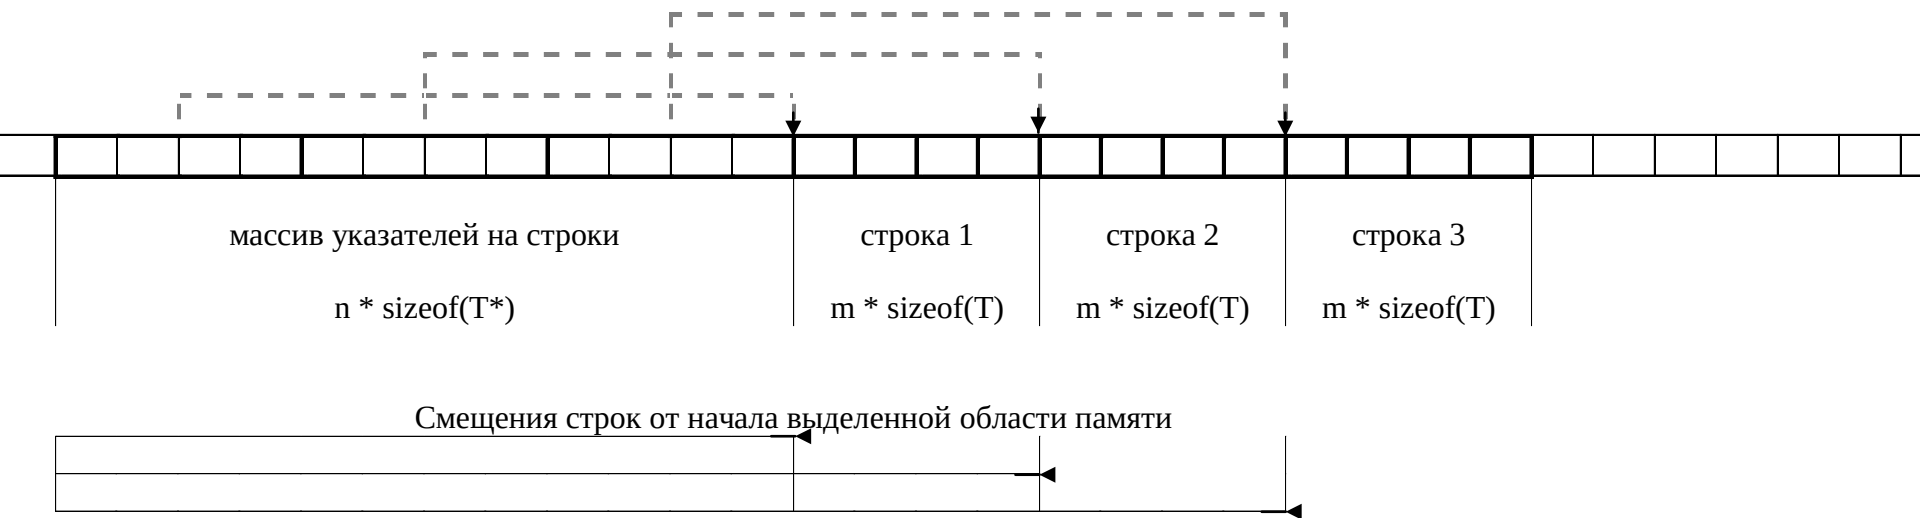 массив указателей на строки
строка 1
строка 2
строка 3
n * sizeof(T*)
m * sizeof(T)
m * sizeof(T)
m * sizeof(T)
Смещения строк от начала выделенной области памяти